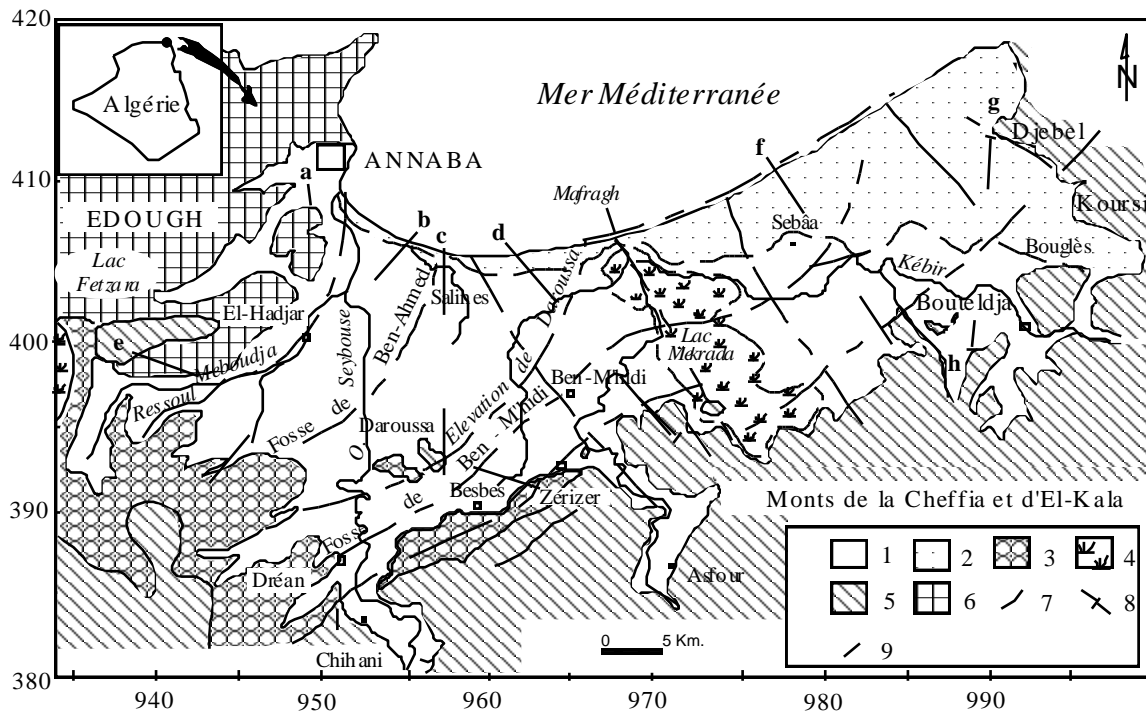 420
410
400
390
380
940
950
960
970
980
990
Algérie
Mer Méditerranée
N
ANNABA
EDOUGH
Lac
Fetzara
El-Hadjar
Ressoul
Meboudja
Seybouse
O.
Ben-Ahmed
Salines
Fosse de Ben-Ahmed
Daroussa
Elevation de Daroussa
Fosse de Ben-M'hidi
Ben-M'hidi
Besbes
Zérizer
Dréan
Chihani
Asfour
Mafragh
Lac
Mekrada
Sebâa
Kébir
Bouglès
Bouteldja
Djebel
Koursi
a
b
c
d
e
f
g
h
Monts de la Cheffia et d'El-Kala
0 5 Km.
1 2 3 4
5 6 7 8
9